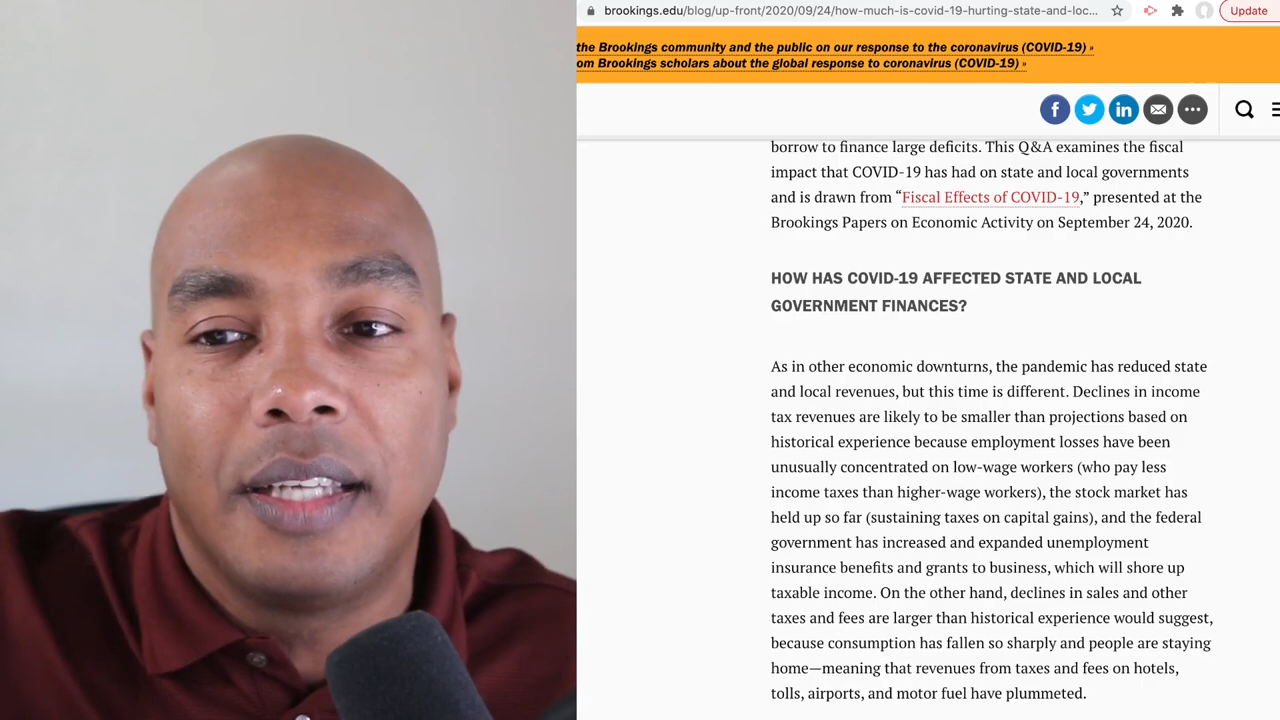 brookings.edu/blog/up-front/2020/09/24/how-much-is-covid-19-hurting-state-and-loc...
Update
the Brookings community and the public on our response to the coronavirus (COVID-19) »
om Brookings scholars about the global response to coronavirus (COVID-19) »
borrow to finance large deficits. This Q&A examines the fiscal
impact that COVID-19 has had on state and local governments
and is drawn from “Fiscal Effects of COVID-19,” presented at the
Brookings Papers on Economic Activity on September 24, 2020.
HOW HAS COVID-19 AFFECTED STATE AND LOCAL
GOVERNMENT FINANCES?
As in other economic downturns, the pandemic has reduced state
and local revenues, but this time is different. Declines in income
tax revenues are likely to be smaller than projections based on
historical experience because employment losses have been
unusually concentrated on low-wage workers (who pay less
income taxes than higher-wage workers), the stock market has
held up so far (sustaining taxes on capital gains), and the federal
government has increased and expanded unemployment
insurance benefits and grants to business, which will shore up
taxable income. On the other hand, declines in sales and other
taxes and fees are larger than historical experience would suggest,
because consumption has fallen so sharply and people are staying
home—meaning that revenues from taxes and fees on hotels,
tolls, airports, and motor fuel have plummeted.